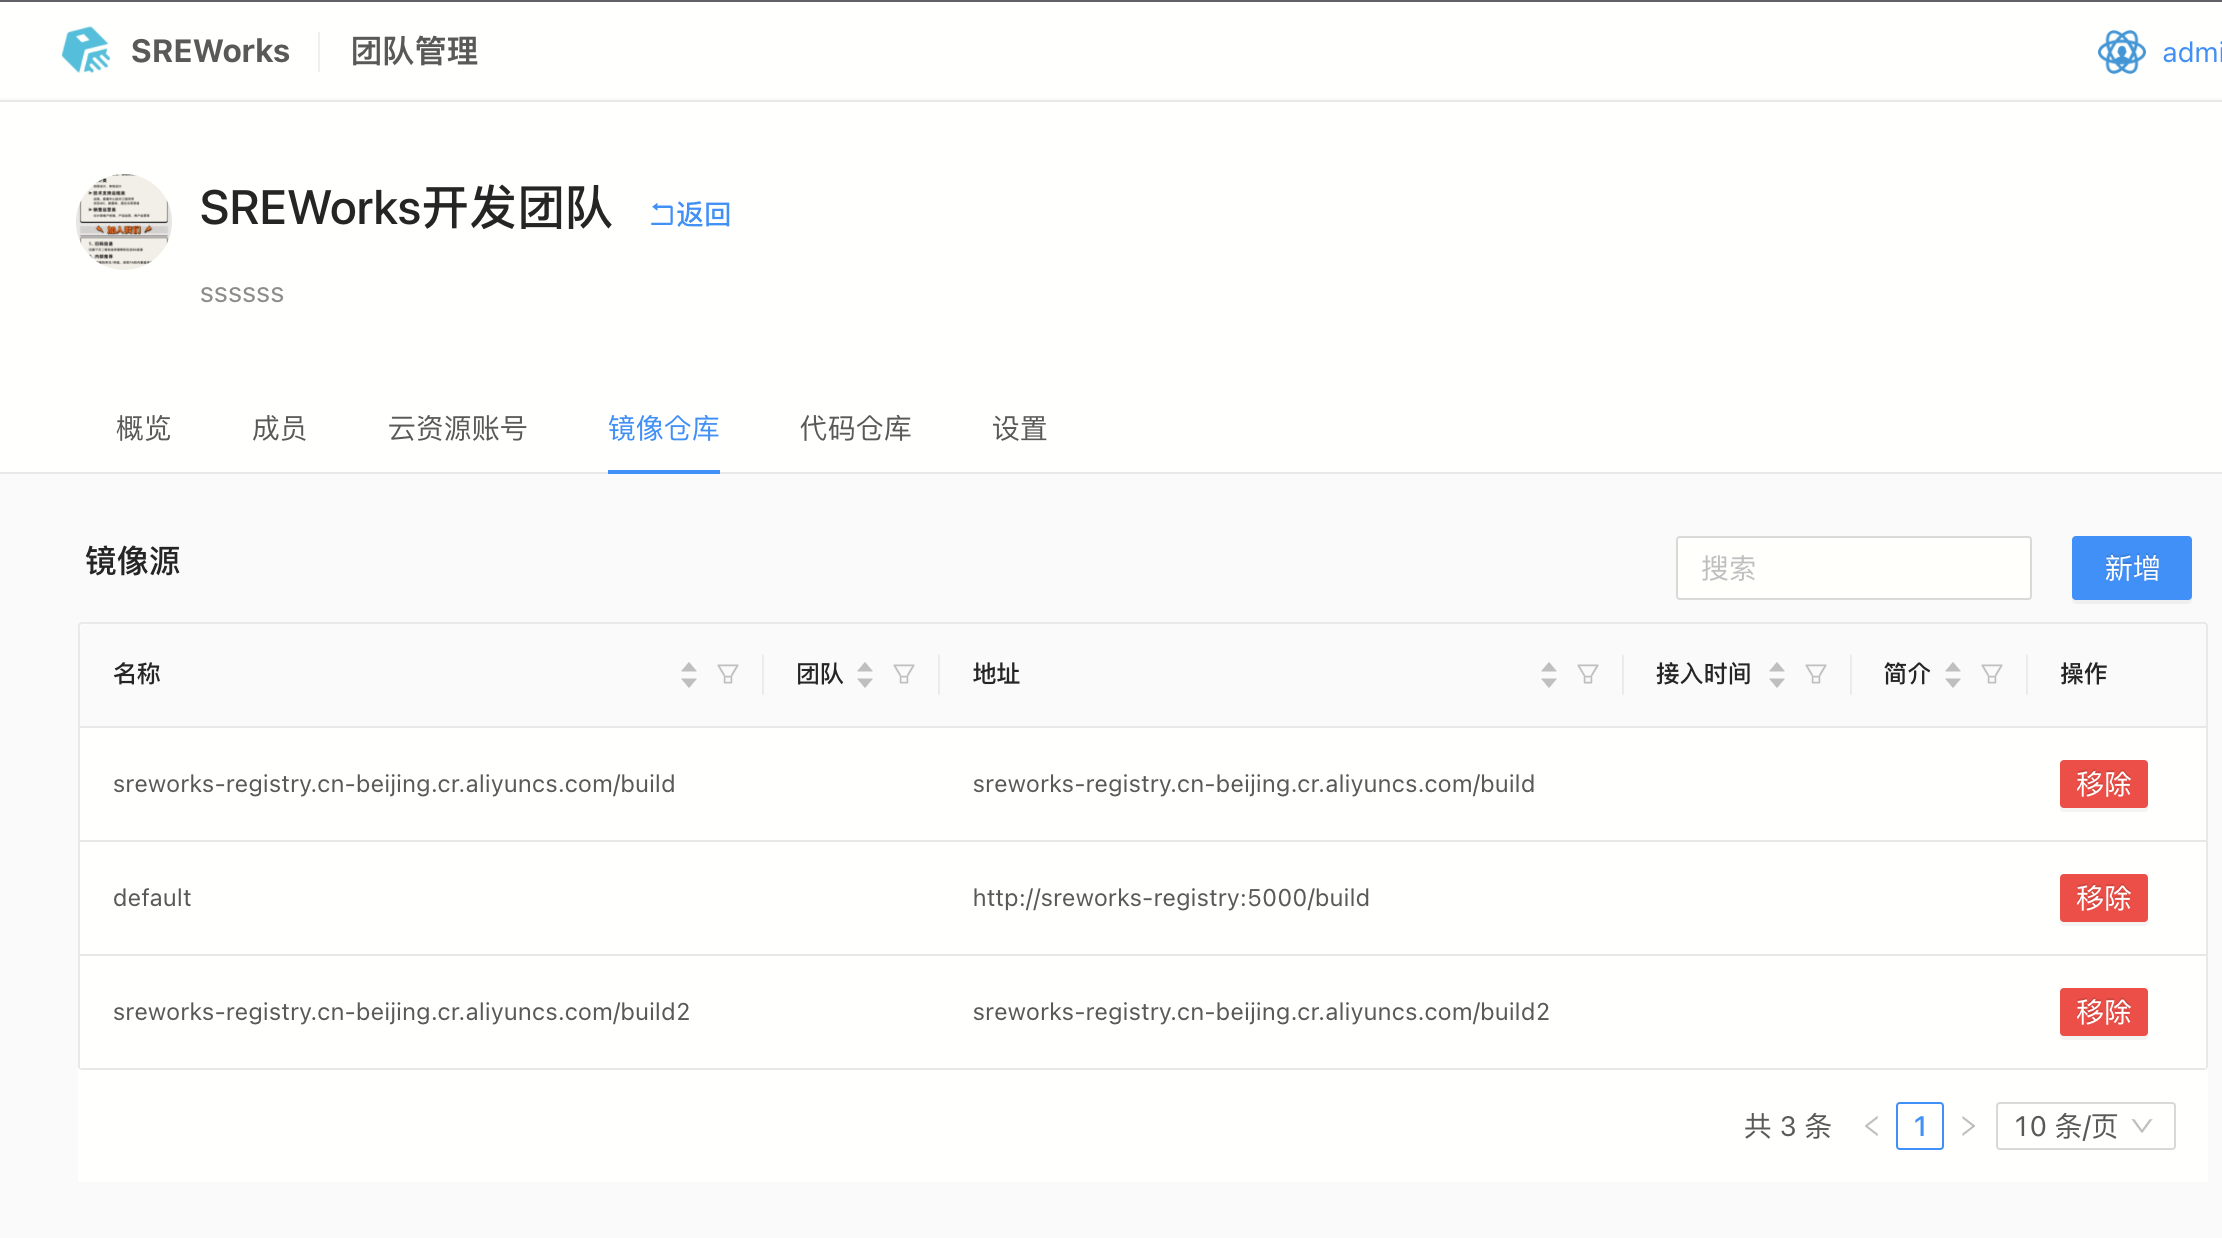 SREWorks 团队管理
SREWorks开发团队 返回
ssssss
概览 成员 云资源账号 镜像仓库 代码仓库 设置
镜像源 搜索 新增
名称 团队 地址 接入时间 简介 操作
sreworks-registry.cn-beijing.cr.aliyuncs.com/build sreworks-registry.cn-beijing.cr.aliyuncs.com/build 移除
default http://sreworks-registry:5000/build 移除
sreworks-registry.cn-beijing.cr.aliyuncs.com/build2 sreworks-registry.cn-beijing.cr.aliyuncs.com/build2 移除
共 3 条 1 10 条/页